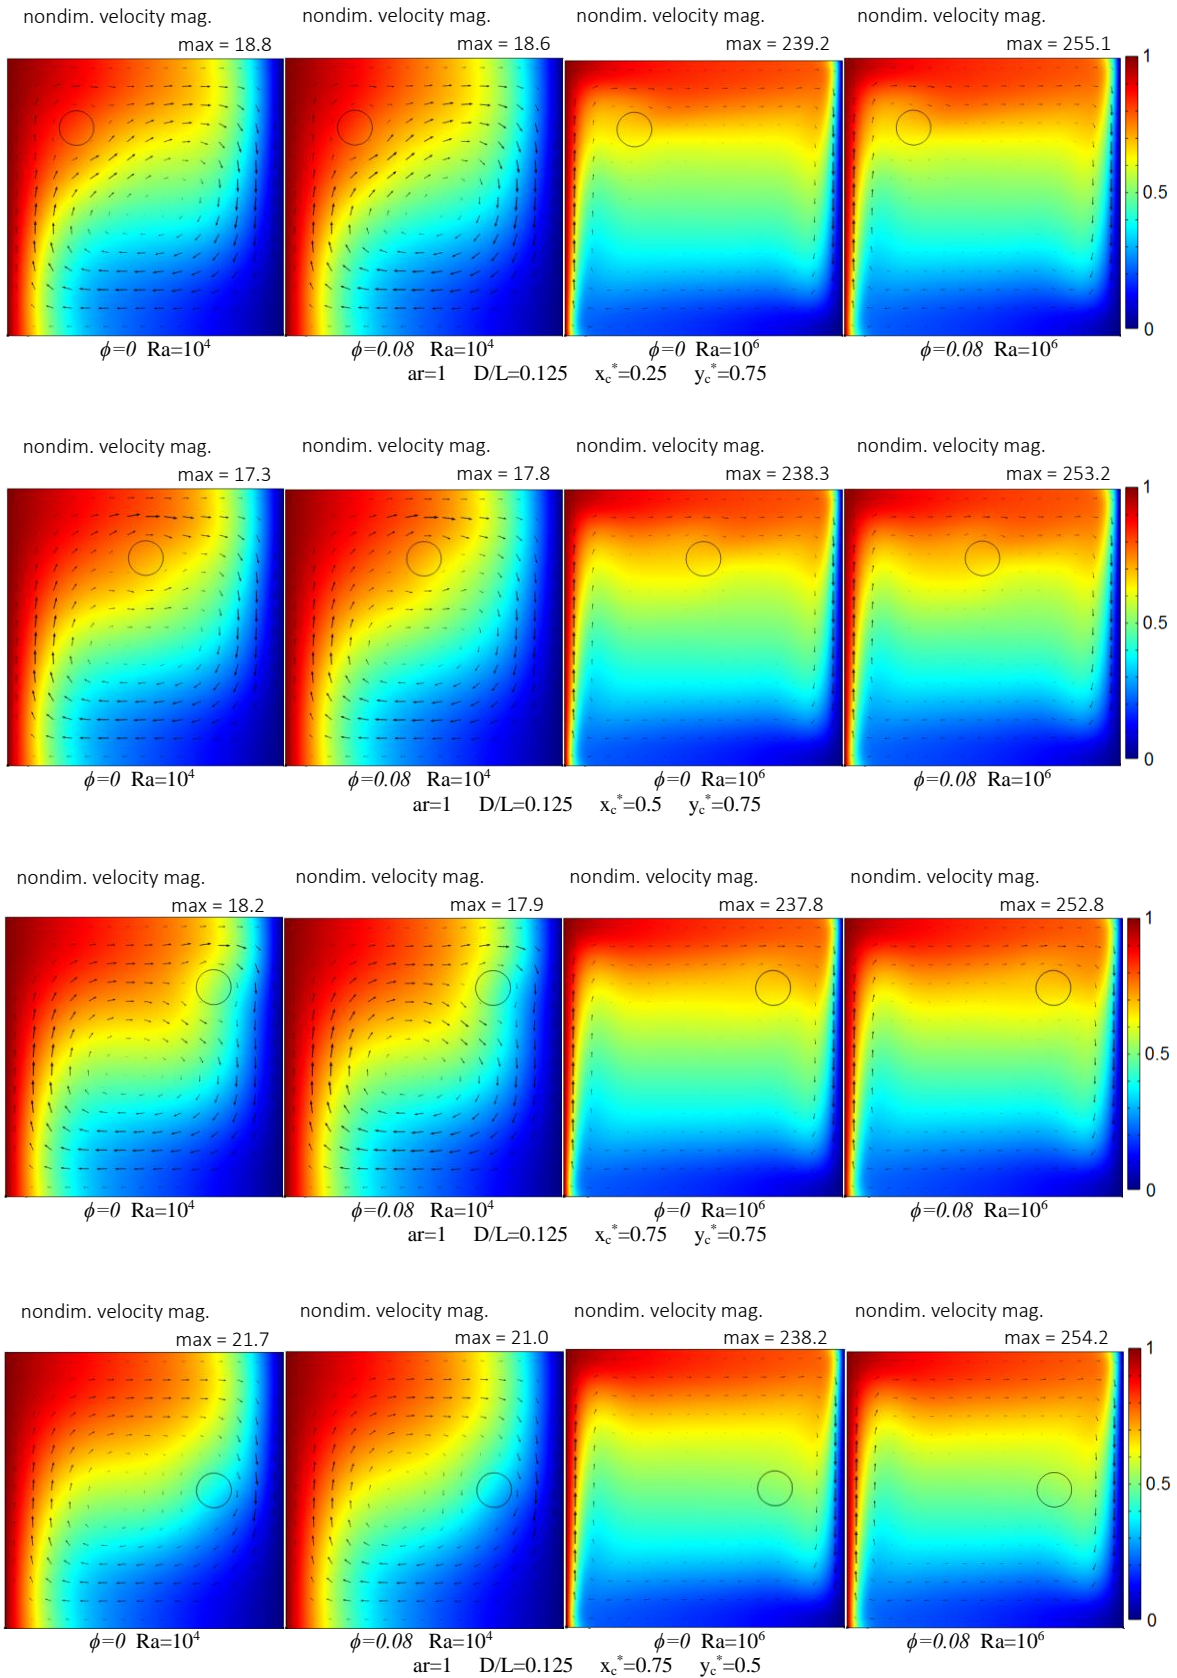 nondim. velocity mag. nondim. velocity mag. nondim. velocity mag. nondim. velocity mag.
max = 18.8 max = 18.6 max = 239.2 max = 255.1
1
0.5
0
ϕ=0 Ra=10⁴ ϕ=0.08 Ra=10⁴ ϕ=0 Ra=10⁶ ϕ=0.08 Ra=10⁶
ar=1 D/L=0.125 x_c^*=0.25 y_c^*=0.75
nondim. velocity mag. nondim. velocity mag. nondim. velocity mag. nondim. velocity mag.
max = 17.3 max = 17.8 max = 238.3 max = 253.2
1
0.5
0
ϕ=0 Ra=10⁴ ϕ=0.08 Ra=10⁴ ϕ=0 Ra=10⁶ ϕ=0.08 Ra=10⁶
ar=1 D/L=0.125 x_c^*=0.5 y_c^*=0.75
nondim. velocity mag. nondim. velocity mag. nondim. velocity mag. nondim. velocity mag.
max = 18.2 max = 17.9 max = 237.8 max = 252.8
1
0.5
0
ϕ=0 Ra=10⁴ ϕ=0.08 Ra=10⁴ ϕ=0 Ra=10⁶ ϕ=0.08 Ra=10⁶
ar=1 D/L=0.125 x_c^*=0.75 y_c^*=0.75
nondim. velocity mag. nondim. velocity mag. nondim. velocity mag. nondim. velocity mag.
max = 21.7 max = 21.0 max = 238.2 max = 254.2
1
0.5
0
ϕ=0 Ra=10⁴ ϕ=0.08 Ra=10⁴ ϕ=0 Ra=10⁶ ϕ=0.08 Ra=10⁶
ar=1 D/L=0.125 x_c^*=0.75 y_c^*=0.5